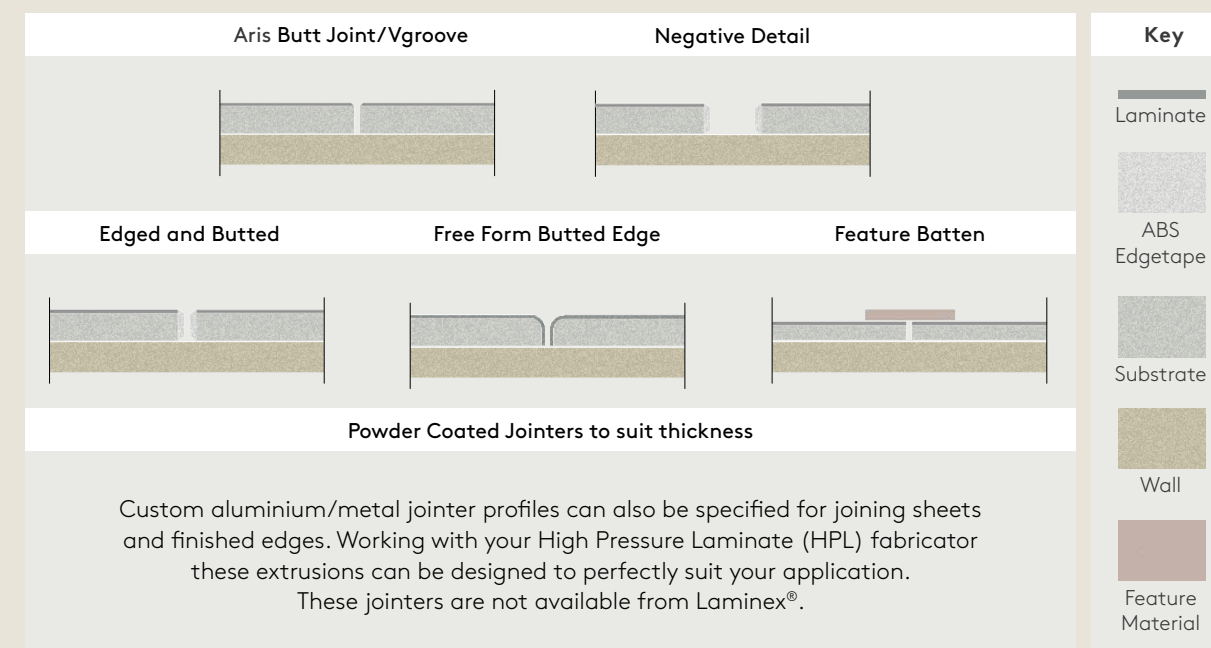 Aris Butt Joint/Vgroove
Negative Detail
Edged and Butted
Free Form Butted Edge
Feature Batten
Powder Coated Jointers to suit thickness
Custom aluminium/metal jointer profiles can also be specified for joining sheets
and finished edges. Working with your High Pressure Laminate (HPL) fabricator
these extrusions can be designed to perfectly suit your application.
These jointers are not available from Laminex®.
Key
Laminate
ABS
Edgetape
Substrate
Wall
Feature
Material